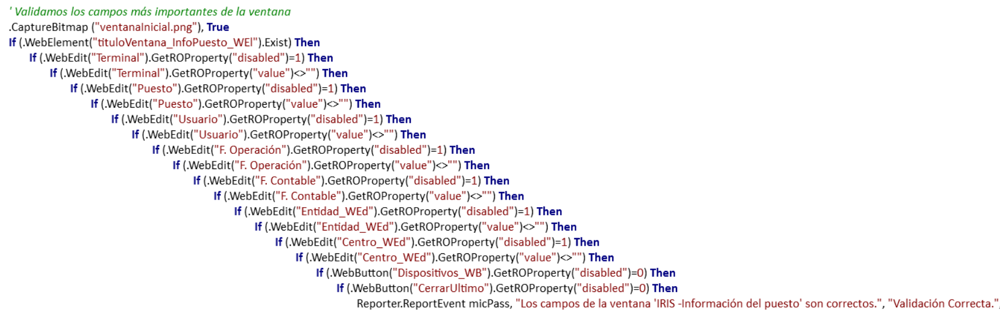 ' Validamos los campos más importantes de la ventana
.CaptureBitmap ("ventanaInicial.png"), True
If (.WebElement("tituloVentana_InfoPuesto_WEl").Exist) Then
If (.WebEdit("Terminal").GetROProperty("disabled")=1) Then
If (.WebEdit("Terminal").GetROProperty("value")<>"") Then
If (.WebEdit("Puesto").GetROProperty("disabled")=1) Then
If (.WebEdit("Puesto").GetROProperty("value")<>"") Then
If (.WebEdit("Usuario").GetROProperty("disabled")=1) Then
If (.WebEdit("Usuario").GetROProperty("value")<>"") Then
If (.WebEdit("F. Operación").GetROProperty("disabled")=1) Then
If (.WebEdit("F. Operación").GetROProperty("value")<>"") Then
If (.WebEdit("F. Contable").GetROProperty("disabled")=1) Then
If (.WebEdit("F. Contable").GetROProperty("value")<>"") Then
If (.WebEdit("Entidad_WEd").GetROProperty("disabled")=1) Then
If (.WebEdit("Entidad_WEd").GetROProperty("value")<>"") Then
If (.WebEdit("Centro_WEd").GetROProperty("disabled")=1) Then
If (.WebEdit("Centro_WEd").GetROProperty("value")<>"") Then
If (.WebButton("Dispositivos_WB").GetROProperty("disabled")=0) Then
If (.WebButton("CerrarUltimo").GetROProperty("disabled")=0) Then
Reporter.ReportEvent micPass, "Los campos de la ventana 'IRIS -Información del puesto' son correctos.", "Validación Correcta.",